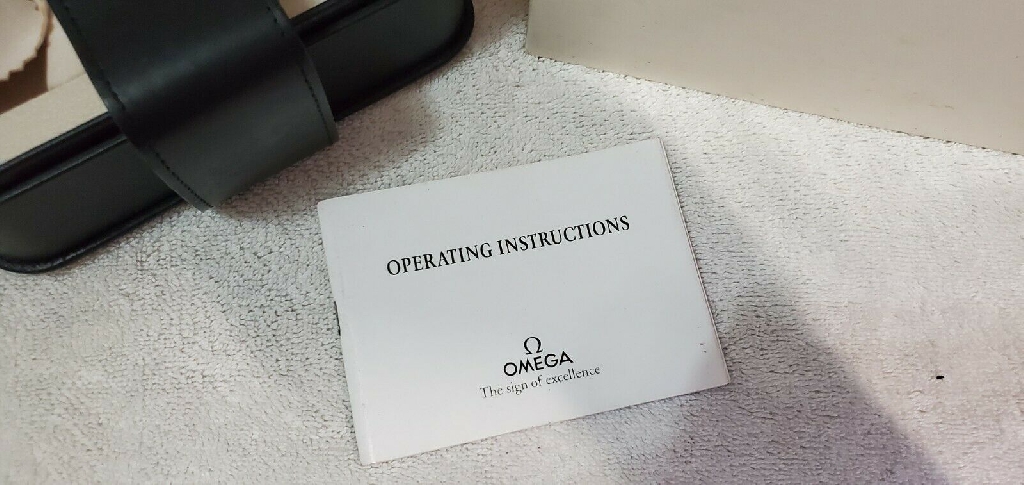 OPERATING INSTRUCTIONS
Ω
OMEGA
The sign of excellence